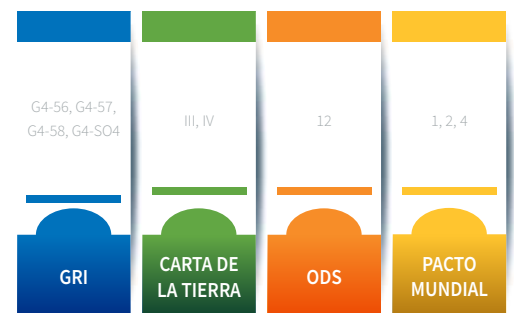 G4-56, G4-57,
G4-58, G4-SO4
III, IV
12
1, 2, 4
GRI
CARTA DE
LA TIERRA
ODS
PACTO
MUNDIAL